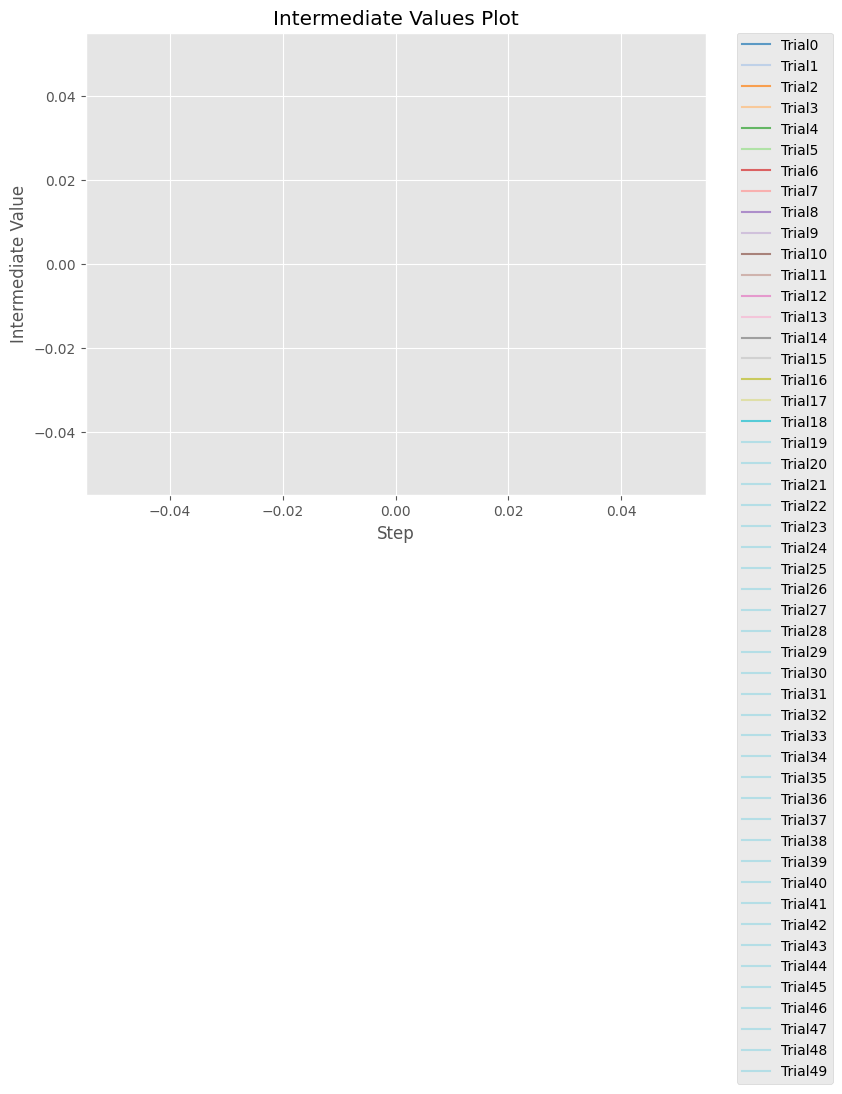 Intermediate Values Plot
Intermediate Value
0.04
0.02
0.00
−0.02
−0.04
−0.04
−0.02
0.00
0.02
0.04
Step
Trial0
Trial1
Trial2
Trial3
Trial4
Trial5
Trial6
Trial7
Trial8
Trial9
Trial10
Trial11
Trial12
Trial13
Trial14
Trial15
Trial16
Trial17
Trial18
Trial19
Trial20
Trial21
Trial22
Trial23
Trial24
Trial25
Trial26
Trial27
Trial28
Trial29
Trial30
Trial31
Trial32
Trial33
Trial34
Trial35
Trial36
Trial37
Trial38
Trial39
Trial40
Trial41
Trial42
Trial43
Trial44
Trial45
Trial46
Trial47
Trial48
Trial49